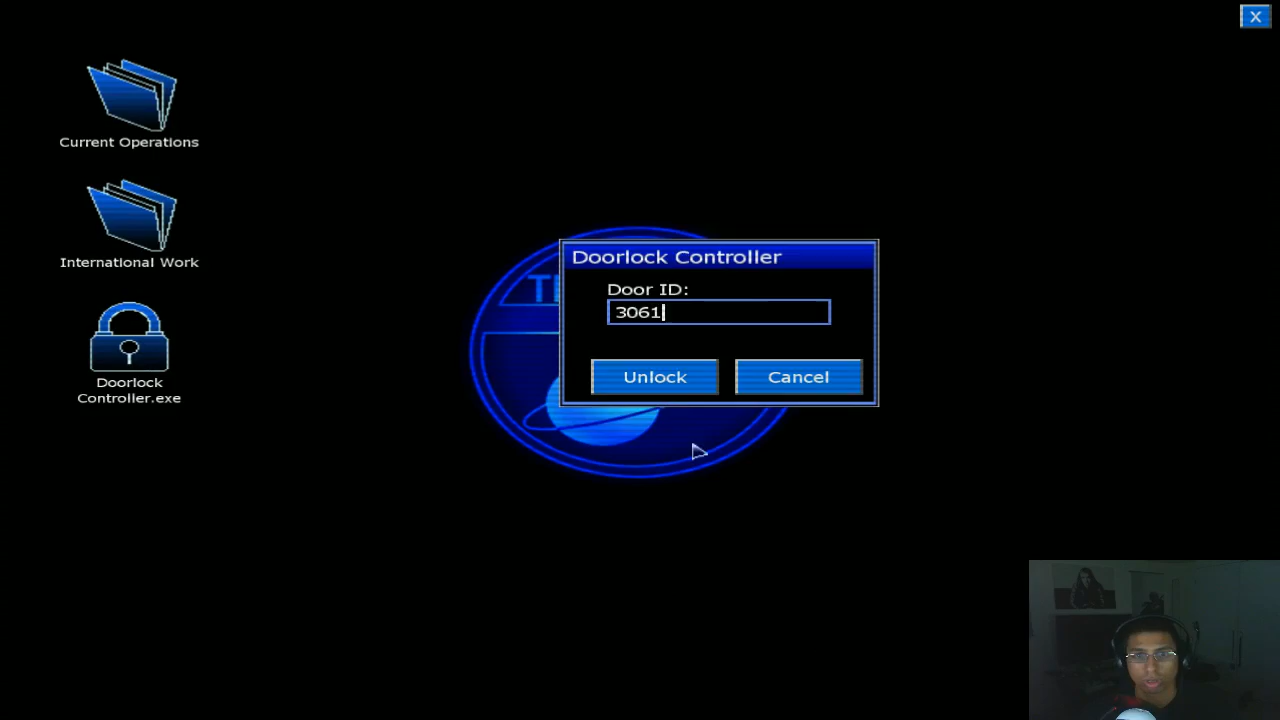 X
Current Operations
International Work
Doorlock
Controller.exe
Doorlock Controller
Door ID:
3061
Unlock
Cancel